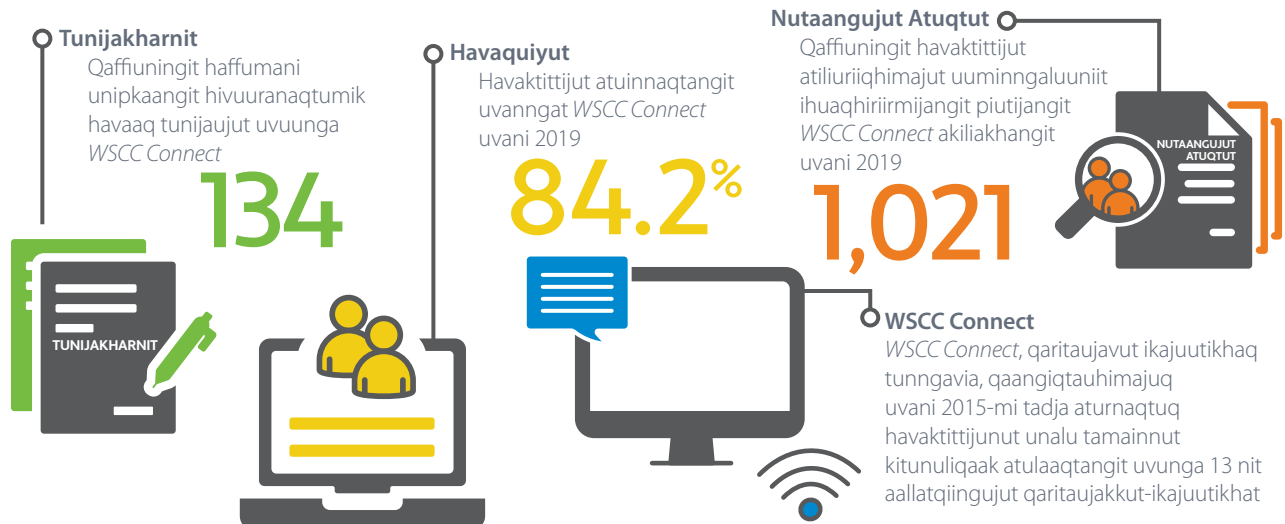 Tunijakharnit
Qaffiuningit haffumani
unipkaangit hivuuranaqtumik
havaaq tunijaujut uvuunga
WSCC Connect
134
TUNIJAKHARNIT
Havaquiyut
Havaktittijut atuinnaqtangit
uvanngat WSCC Connect
uvani 2019
84.2%
Nutaangujut Atuqtut
Qaffiuningit havaktittijut
atiliuriiqhimajut uuminngaluuniit
ihuaqhiriirmijangit piutijangit
WSCC Connect akiliakhangit
uvani 2019
1,021
NUTAANGUJUT
ATUQTUT
WSCC Connect
WSCC Connect, qaritaujavut ikajuutikhaq
tunngavia, qaangiqtauhimajuq
uvani 2015-mi tadja aturnaqtuq
havaktittijunut unalu tamainnut
kitunuliqaak atulaaqtangit uvunga 13 nit
aallatqiingujut qaritaujakkut-ikajuutikhat